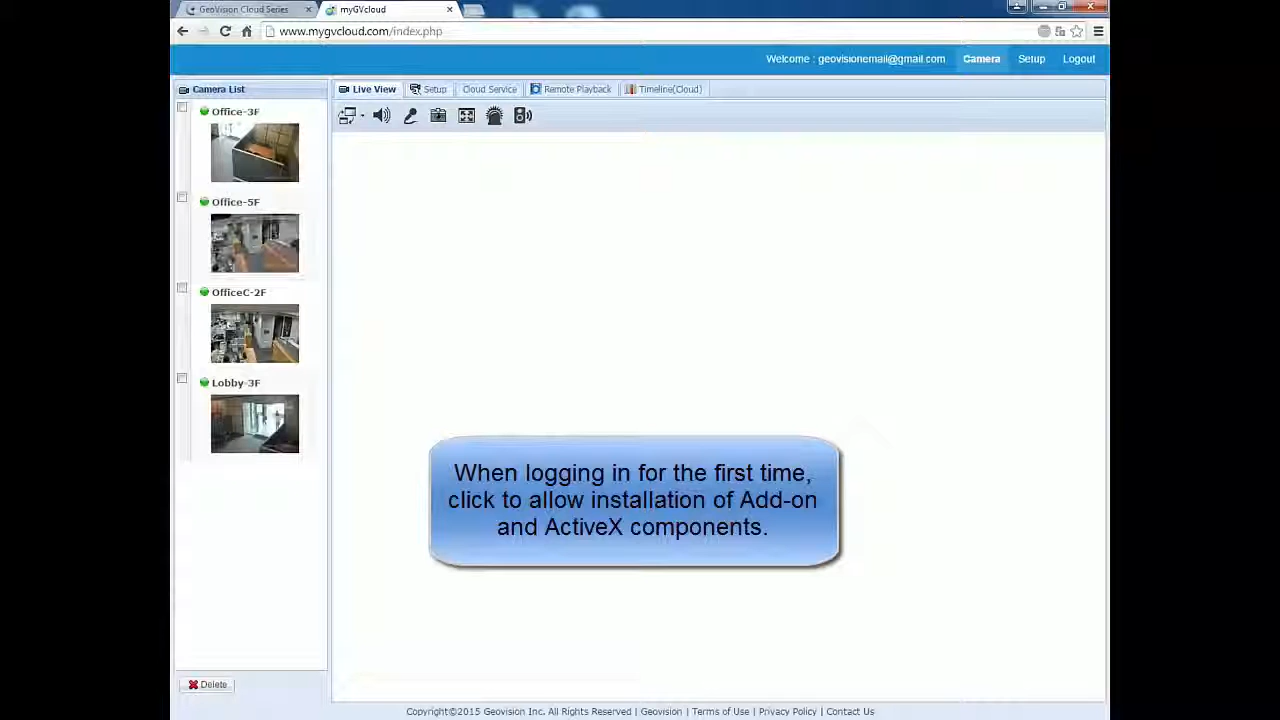 GeoVision Cloud Series
myGVcloud
www.mygvcloud.com/index.php
Welcome : geovisionemail@gmail.com
Camera
Setup
Logout
Camera List
Live View
Setup
Cloud Service
Remote Playback
Timeline(Cloud)
Office-3F
Office-5F
OfficeC-2F
Lobby-3F
When logging in for the first time,
click to allow installation of Add-on
and ActiveX components.
Delete
Copyright©2015 Geovision Inc. All Rights Reserved | Geovision | Terms of Use | Privacy Policy | Contact Us